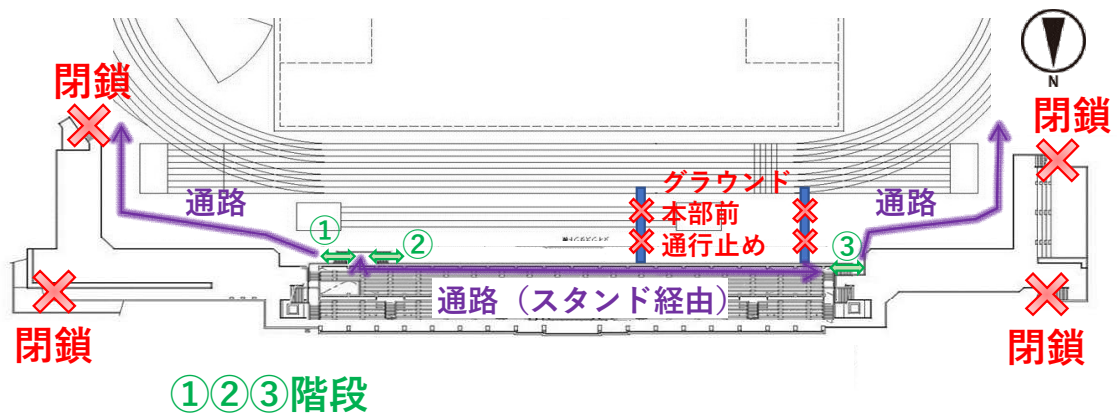 閉鎖
N
閉鎖
通路
グラウンド
本部前
通行止め
通路
①
②
③
通路（スタンド経由）
閉鎖
閉鎖
①②③階段